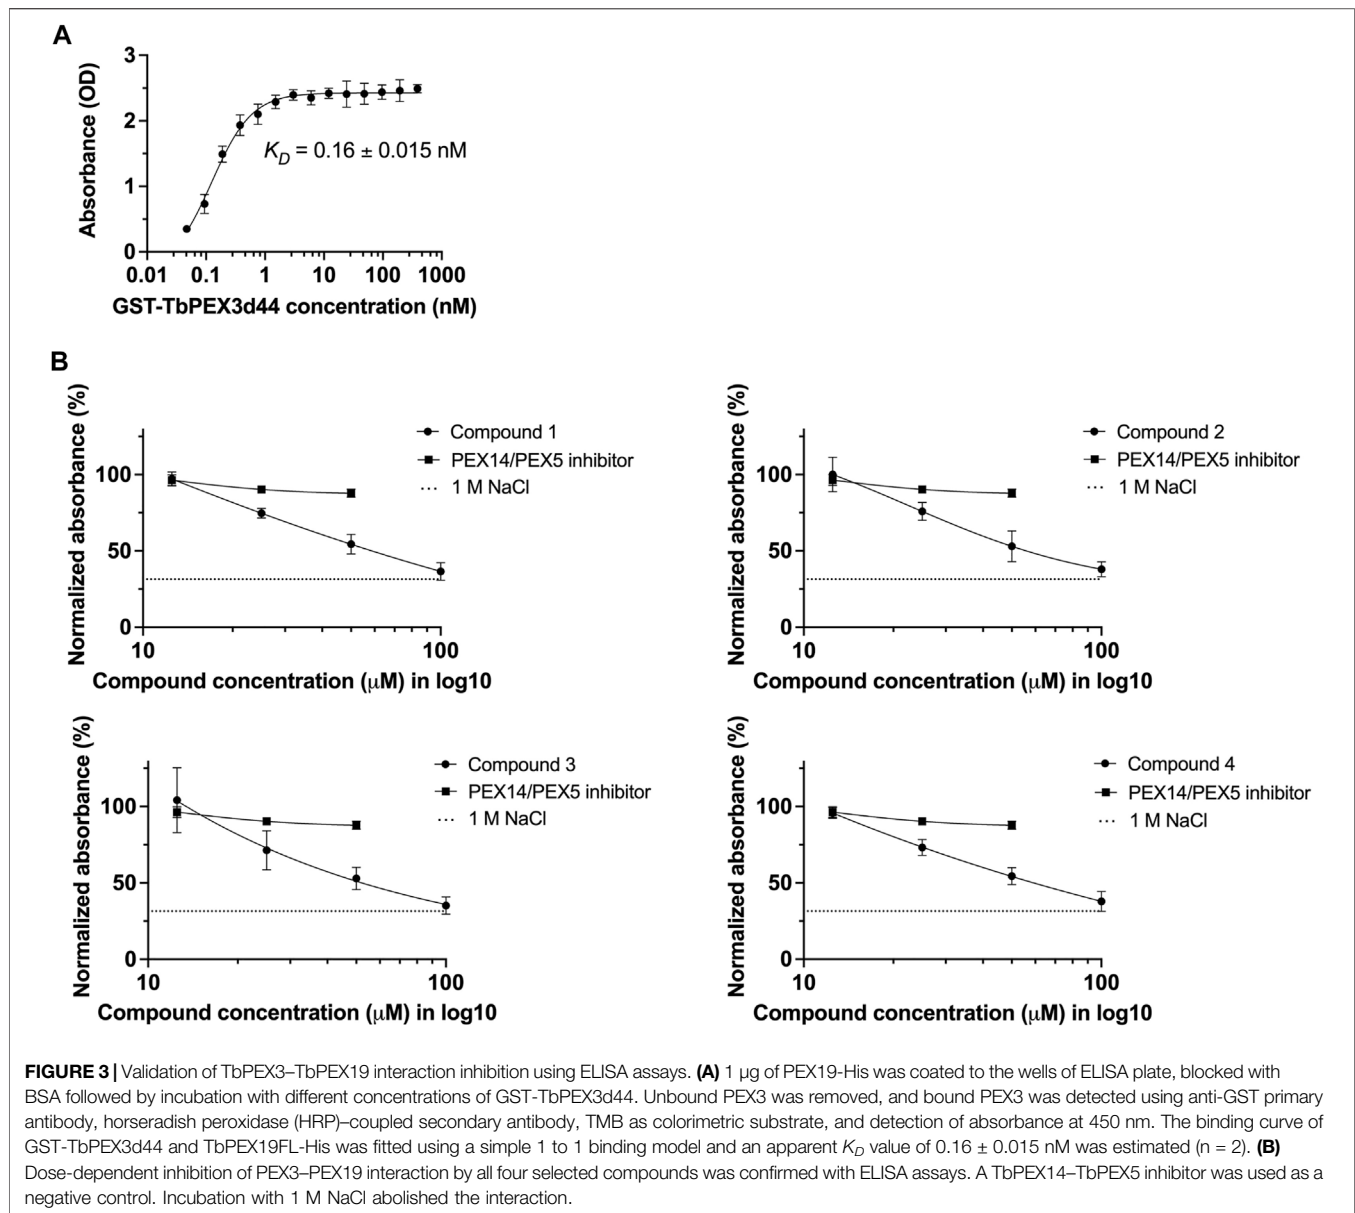 A
3
2
1
0
Absorbance (OD)
K_D = 0.16 ± 0.015 nM
0.01 0.1 1 10 100 1000
GST-TbPEX3d44 concentration (nM)
B
Normalized absorbance (%)
100
50
0
10 100
Compound concentration (μM) in log10
Compound 1
PEX14/PEX5 inhibitor
1 M NaCl
Normalized absorbance (%)
100
50
0
10 100
Compound concentration (μM) in log10
Compound 2
PEX14/PEX5 inhibitor
1 M NaCl
Normalized absorbance (%)
100
50
0
10 100
Compound concentration (μM) in log10
Compound 3
PEX14/PEX5 inhibitor
1 M NaCl
Normalized absorbance (%)
100
50
0
10 100
Compound concentration (μM) in log10
Compound 4
PEX14/PEX5 inhibitor
1 M NaCl
FIGURE 3 | Validation of TbPEX3–TbPEX19 interaction inhibition using ELISA assays. (A) 1 μg of PEX19-His was coated to the wells of ELISA plate, blocked with
BSA followed by incubation with different concentrations of GST-TbPEX3d44. Unbound PEX3 was removed, and bound PEX3 was detected using anti-GST primary
antibody, horseradish peroxidase (HRP)–coupled secondary antibody, TMB as colorimetric substrate, and detection of absorbance at 450 nm. The binding curve of
GST-TbPEX3d44 and TbPEX19FL-His was fitted using a simple 1 to 1 binding model and an apparent K_D value of 0.16 ± 0.015 nM was estimated (n = 2). (B)
Dose-dependent inhibition of PEX3–PEX19 interaction by all four selected compounds was confirmed with ELISA assays. A TbPEX14–TbPEX5 inhibitor was used as a
negative control. Incubation with 1 M NaCl abolished the interaction.